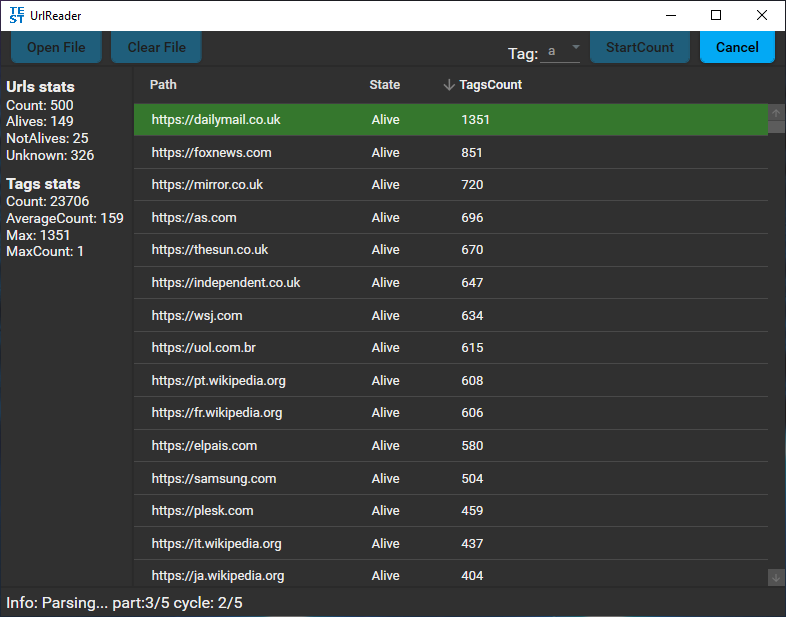 TE
ST
UrlReader
Open File
Clear File
Tag: a
StartCount
Cancel
Urls stats
Count: 500
Alives: 149
NotAlives: 25
Unknown: 326
Tags stats
Count: 23706
AverageCount: 159
Max: 1351
MaxCount: 1
Path State TagsCount
https://dailymail.co.uk Alive 1351
https://foxnews.com Alive 851
https://mirror.co.uk Alive 720
https://as.com Alive 696
https://thesun.co.uk Alive 670
https://independent.co.uk Alive 647
https://wsj.com Alive 634
https://uol.com.br Alive 615
https://pt.wikipedia.org Alive 608
https://fr.wikipedia.org Alive 606
https://elpais.com Alive 580
https://samsung.com Alive 504
https://plesk.com Alive 459
https://it.wikipedia.org Alive 437
https://ja.wikipedia.org Alive 404
Info: Parsing... part:3/5 cycle: 2/5